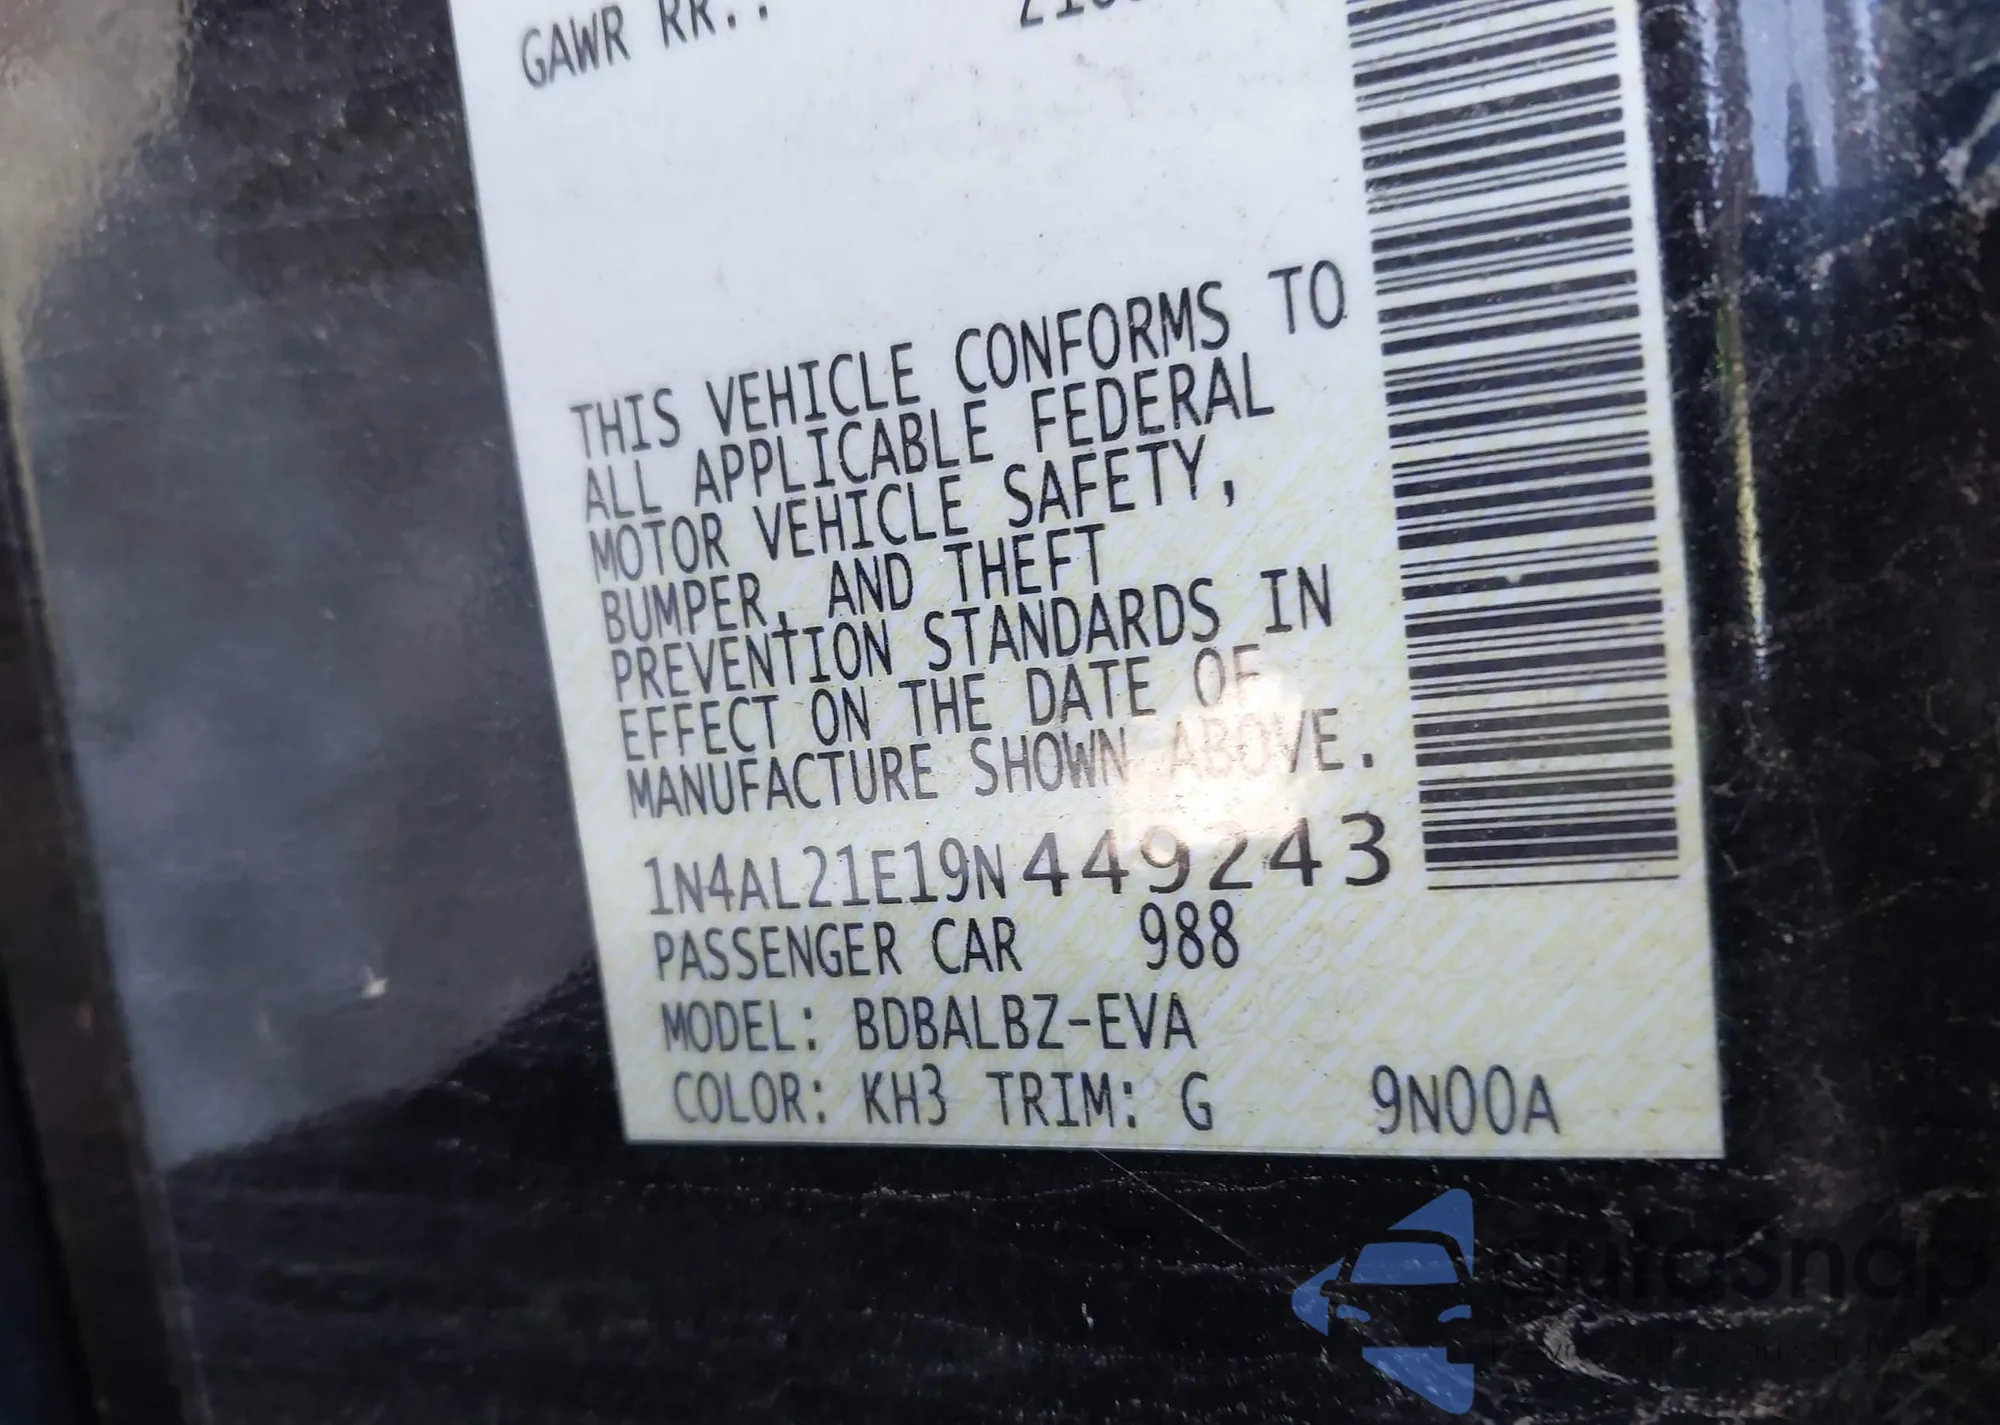 GAWR RR.:
THIS VEHICLE CONFORMS TO
ALL APPLICABLE FEDERAL
MOTOR VEHICLE SAFETY,
BUMPER, AND THEFT
PREVENTION STANDARDS IN
EFFECT ON THE DATE OF
MANUFACTURE SHOWN ABOVE.
1N4AL21E19N449243
PASSENGER CAR 988
MODEL: BDBALBZ-EVA
COLOR: KH3 TRIM: G 9N00A
autaSnap